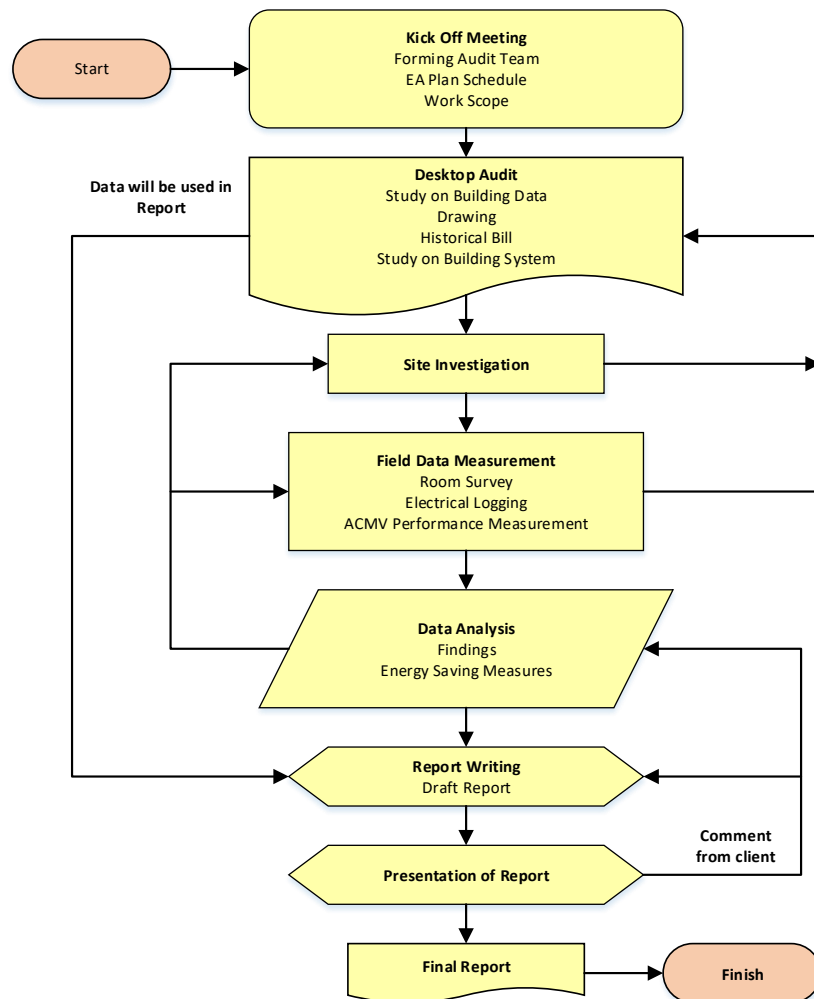 Start
Kick Off Meeting
Forming Audit Team
EA Plan Schedule
Work Scope
Data will be used in
Report
Desktop Audit
Study on Building Data
Drawing
Historical Bill
Study on Building System
Site Investigation
Field Data Measurement
Room Survey
Electrical Logging
ACMV Performance Measurement
Data Analysis
Findings
Energy Saving Measures
Report Writing
Draft Report
Comment
from client
Presentation of Report
Final Report
Finish